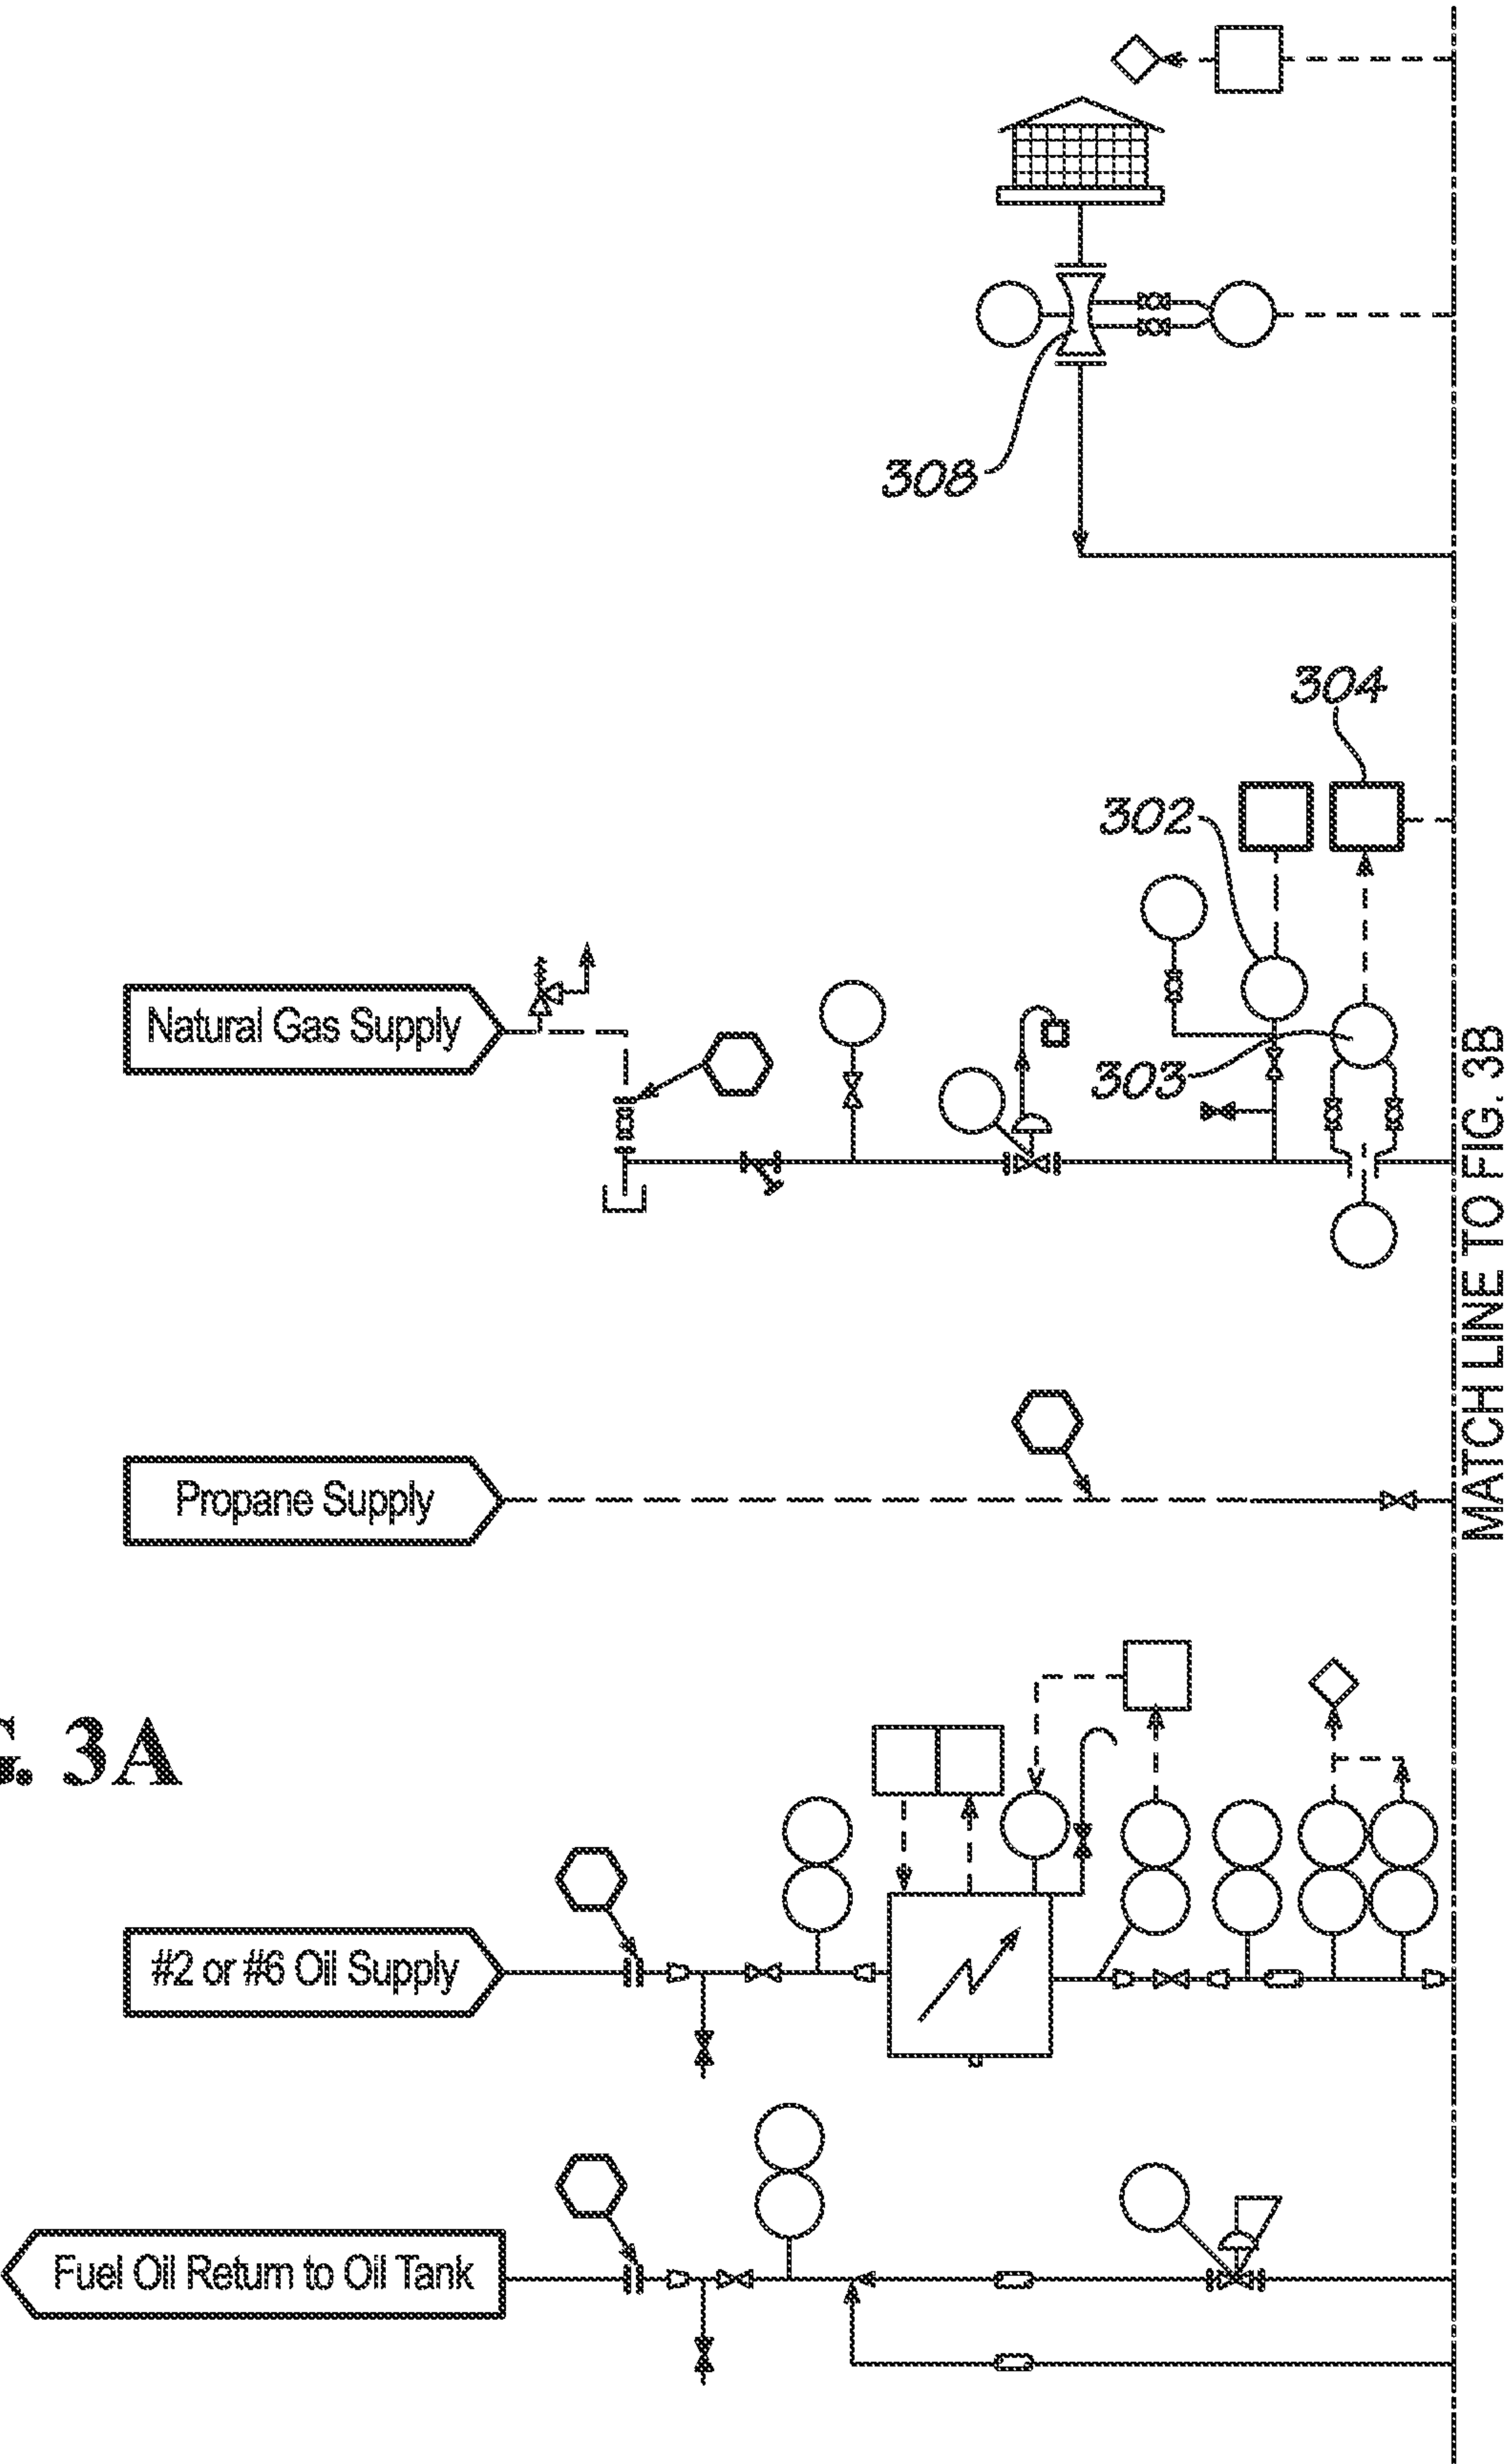 308
304
302
Natural Gas Supply
303
MATCH LINE TO FIG. 3B
Propane Supply
3A
#2 or #6 Oil Supply
Fuel Oil Return to Oil Tank